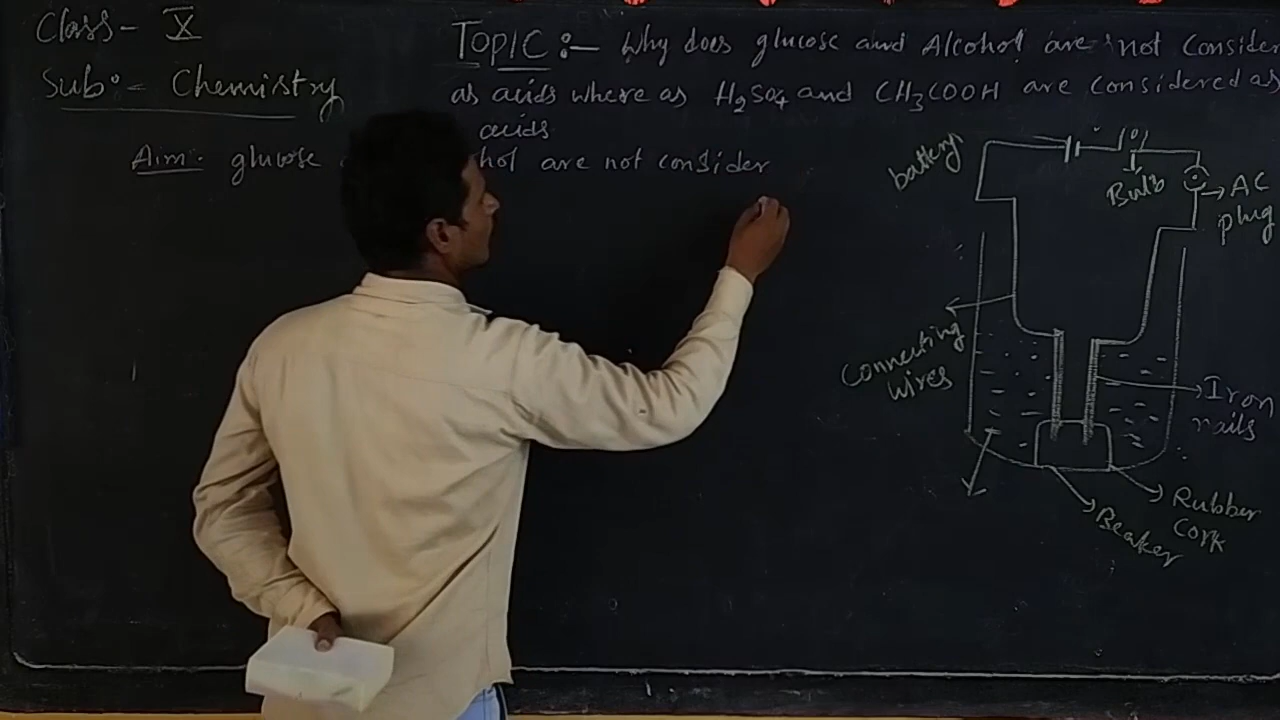 Class- X
Sub:- Chemistry
TOPIC:- Why does glucose and Alcohol are not Consider
as acids where as H₂SO₄ and CH₃COOH are considered as
acids
Aim:- glucose hol are not consider
battery
Bulb
AC
plug
Connecting
wires
Iron
nails
Rubber
Cork
Beaker